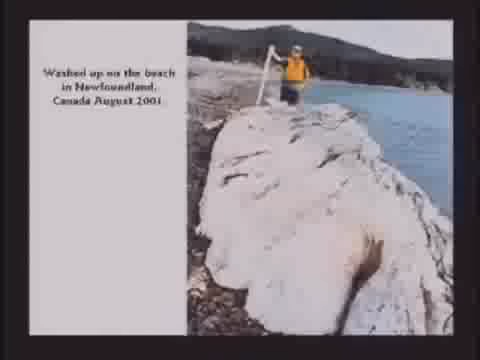 Washed up on the beach
in Newfoundland,
Canada August 2001